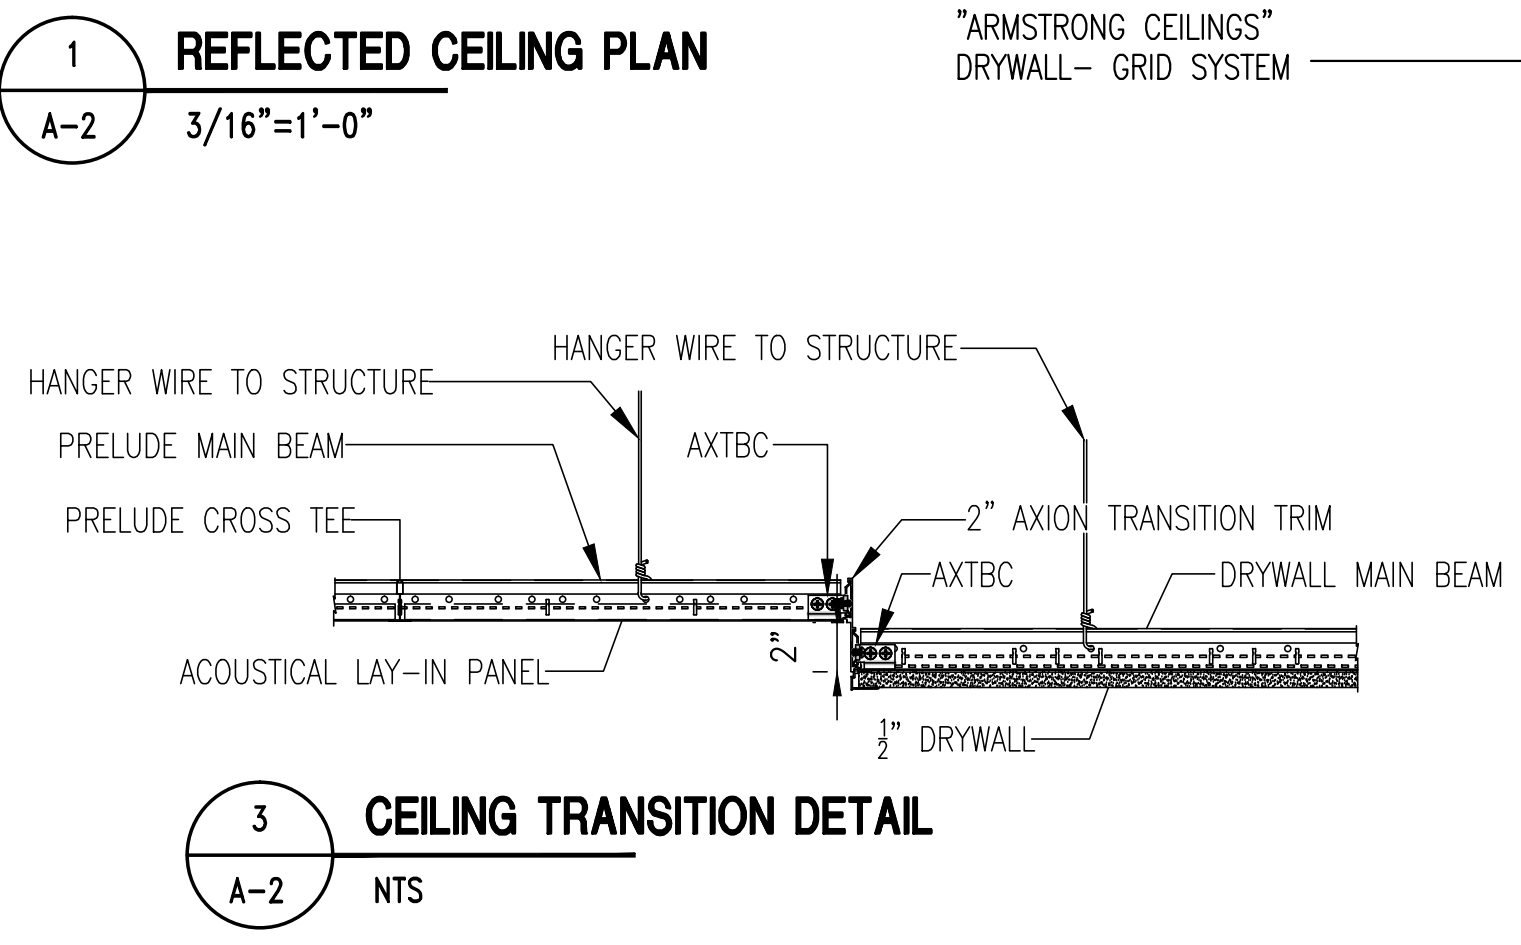 1
A-2
REFLECTED CEILING PLAN
3/16"=1'-0"
"ARMSTRONG CEILINGS"
DRYWALL- GRID SYSTEM
HANGER WIRE TO STRUCTURE
HANGER WIRE TO STRUCTURE
PRELUDE MAIN BEAM
AXTBC
PRELUDE CROSS TEE
2" AXION TRANSITION TRIM
AXTBC
DRYWALL MAIN BEAM
2"
ACOUSTICAL LAY-IN PANEL
1/2" DRYWALL
3
A-2
CEILING TRANSITION DETAIL
NTS